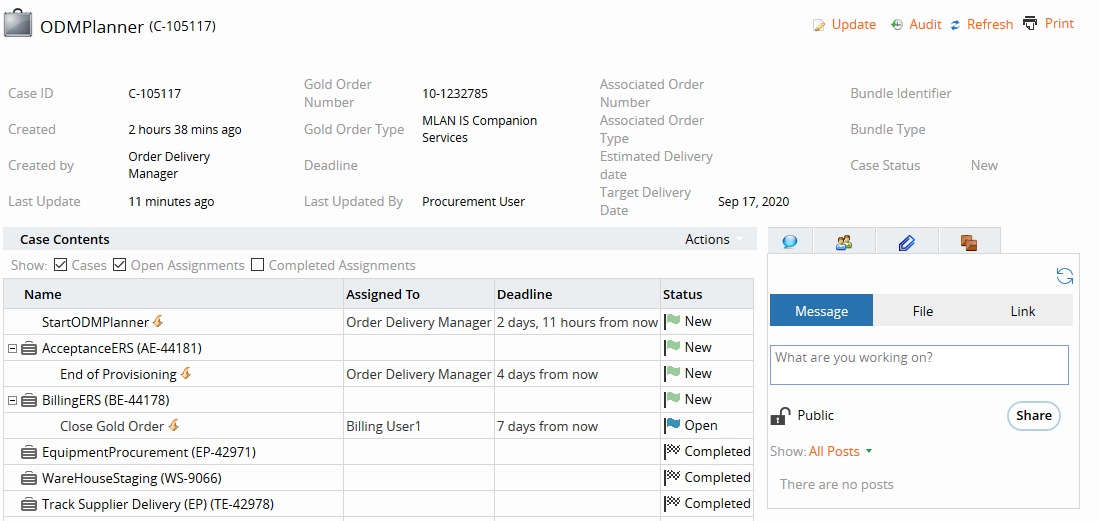 ODMPlanner (C-105117)
Update Audit Refresh Print
Case ID C-105117 Gold Order Number 10-1232785 Associated Order Number Bundle Identifier
Created 2 hours 38 mins ago Gold Order Type MLAN IS Companion Services Associated Order Type Bundle Type
Created by Order Delivery Manager Deadline Estimated Delivery date Case Status New
Last Update 11 minutes ago Last Updated By Procurement User Target Delivery Date Sep 17, 2020
Case Contents Actions
Show: Cases Open Assignments Completed Assignments
Name Assigned To Deadline Status
StartODMPlanner Order Delivery Manager 2 days, 11 hours from now New
AcceptanceERS (AE-44181) New
End of Provisioning Order Delivery Manager 4 days from now New
BillingERS (BE-44178) New
Close Gold Order Billing User1 7 days from now Open
EquipmentProcurement (EP-42971) Completed
WareHouseStaging (WS-9066) Completed
Track Supplier Delivery (EP) (TE-42978) Completed
Message File Link
What are you working on?
Public Share
Show: All Posts
There are no posts